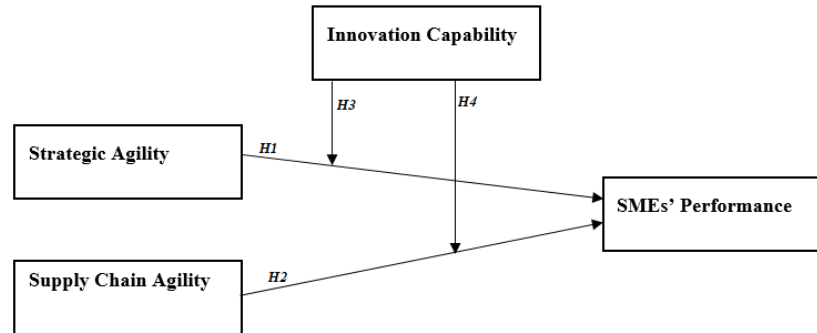 Innovation Capability
H3
H4
Strategic Agility
H1
SMEs’ Performance
Supply Chain Agility
H2